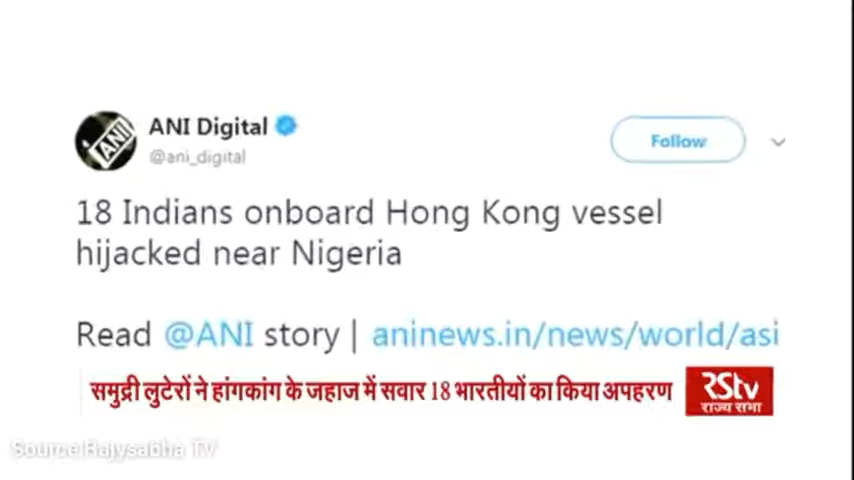 ANI
ANI Digital
@ani_digital
Follow
18 Indians onboard Hong Kong vessel
hijacked near Nigeria
Read @ANI story | aninews.in/news/world/asi
समुद्री लुटेरों ने हांगकांग के जहाज में सवार 18 भारतीयों का किया अपहरण
RSTV
राज्य सभा
Source:Rajysabha TV